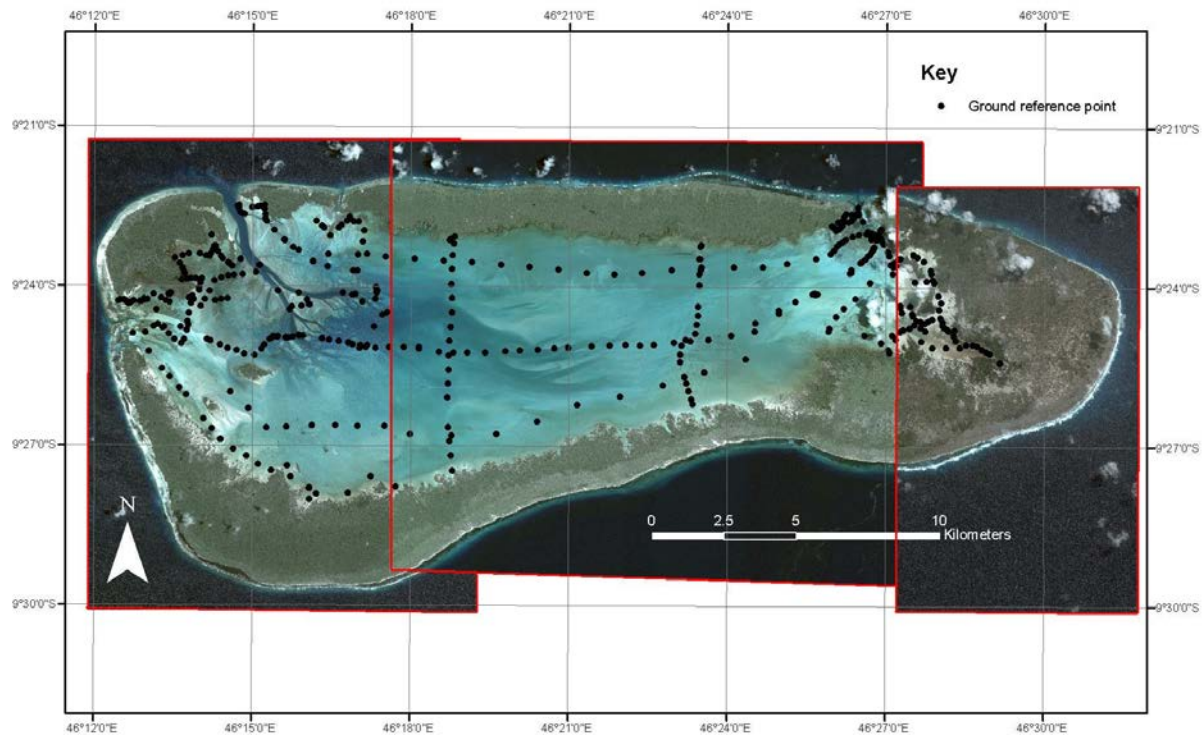 46°12'0"E 46°15'0"E 46°18'0"E 46°21'0"E 46°24'0"E 46°27'0"E 46°30'0"E
Key
Ground reference point
9°21'0"S 9°21'0"S
9°24'0"S 9°24'0"S
9°27'0"S 9°27'0"S
N
0 2.5 5 10
Kilometers
9°30'0"S 9°30'0"S
46°12'0"E 46°15'0"E 46°18'0"E 46°21'0"E 46°24'0"E 46°27'0"E 46°30'0"E